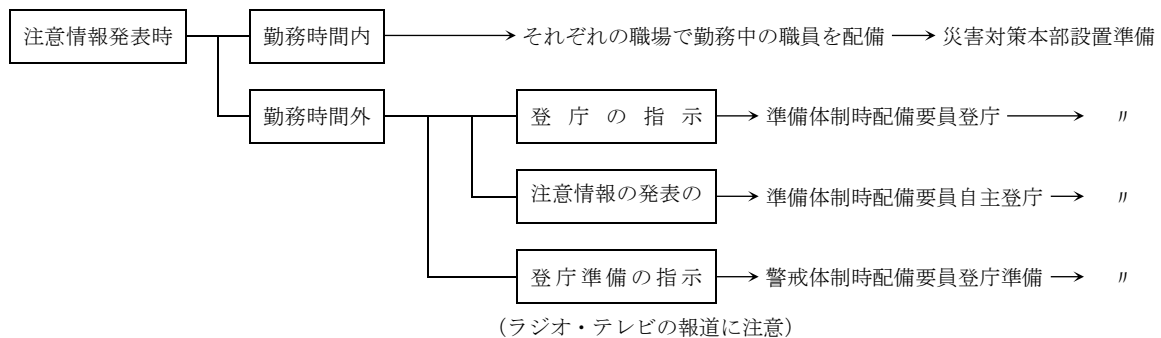 注意情報発表時 勤務時間内 それぞれの職場で勤務中の職員を配備 災害対策本部設置準備
勤務時間外 登庁の指示 準備体制時配備要員登庁 〃
注意情報の発表の 準備体制時配備要員自主登庁 〃
登庁準備の指示 警戒体制時配備要員登庁準備 〃
（ラジオ・テレビの報道に注意）